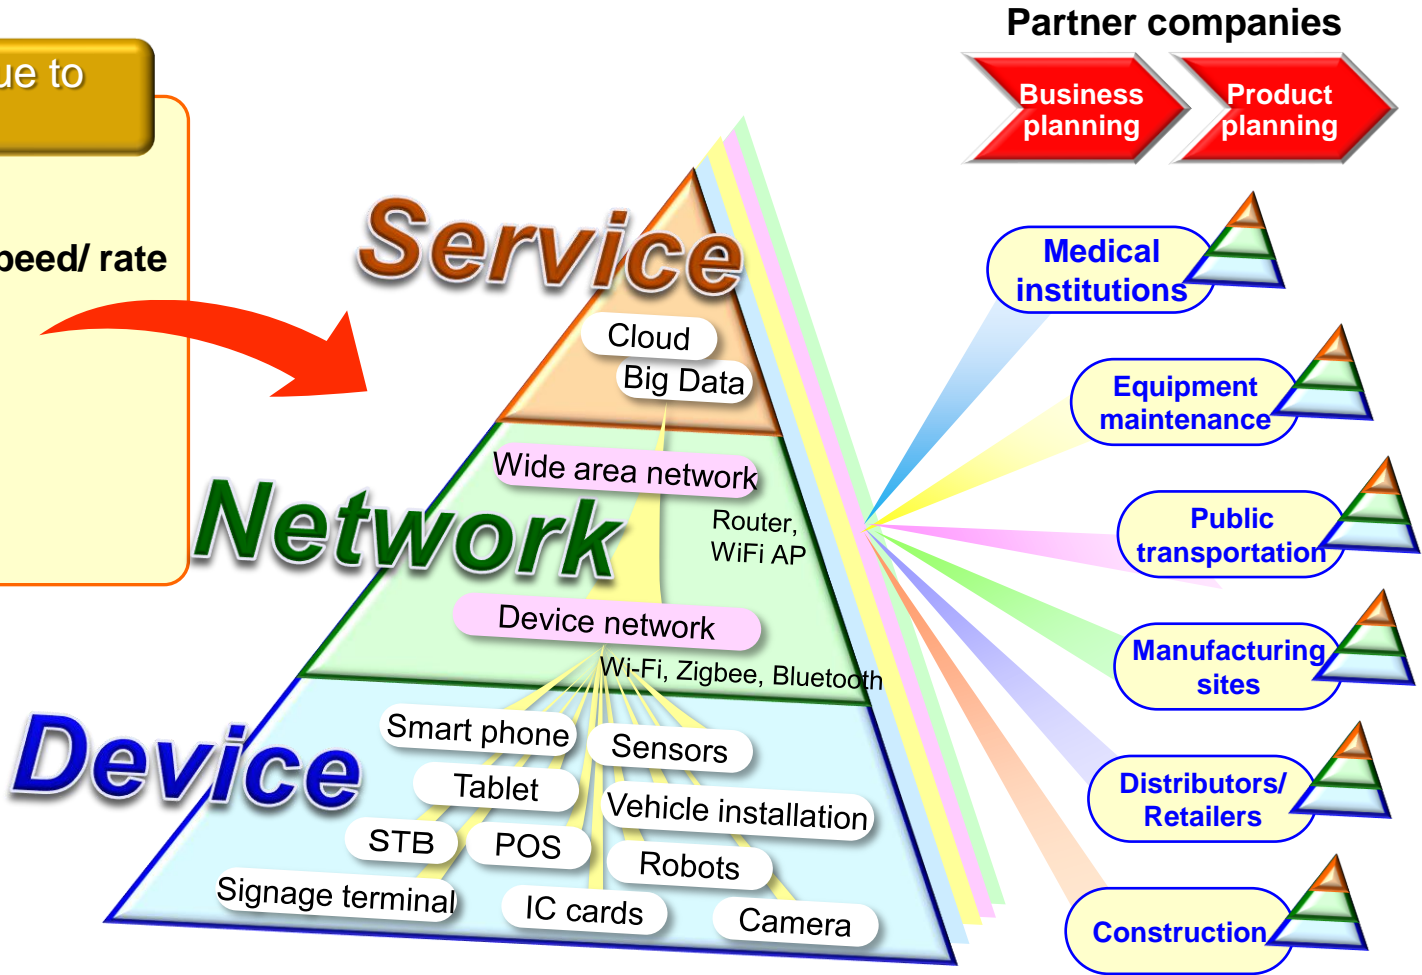 ue to
peed/ rate
Partner companies
Business
planning
Product
planning
Service
Cloud
Big Data
Network
Wide area network
Router,
WiFi AP
Device network
Wi-Fi, Zigbee, Bluetooth
Device
Smart phone
Sensors
Tablet
Vehicle installation
STB
POS
Robots
Signage terminal
IC cards
Camera
Medical
institutions
Equipment
maintenance
Public
transportation
Manufacturing
sites
Distributors/
Retailers
Construction